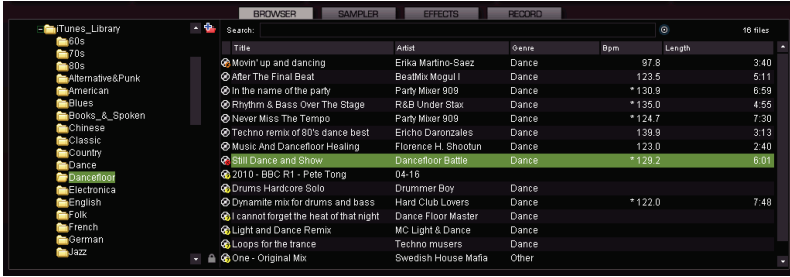 BROWSER SAMPLER EFFECTS RECORD
iTunes_Library
60s
70s
80s
Alternative&Punk
American
Blues
Books_&_Spoken
Chinese
Classic
Country
Dance
Dancefloor
Electronica
English
Folk
French
German
Jazz
Search: 16 files
Title Artist Genre Bpm Length
Movin' up and dancing Erika Martino-Saez Dance 97.8 3:40
After The Final Beat BeatMix Mogul I Dance 123.5 5:11
In the name of the party Party Mixer 909 Dance * 130.9 6:59
Rhythm & Bass Over The Stage R&B Under Stax Dance * 135.0 4:55
Never Miss The Tempo Party Mixer 909 Dance * 124.7 7:30
Techno remix of 80's dance best Ericho Daronzales Dance 139.9 3:13
Music And Dancefloor Healing Florence H. Shootun Dance 123.0 2:40
Still Dance and Show Dancefloor Battle Dance * 129.2 6:01
2010 - BBC R1 - Pete Tong 04-16
Drums Hardcore Solo Drummer Boy Dance
Dynamite mix for drums and bass Hard Club Lovers Dance * 122.0 7:48
I cannot forget the heat of that night Dance Floor Master Dance
Light and Dance Remix MC Light & Dance Dance
Loops for the trance Techno musers Dance
One - Original Mix Swedish House Mafia Other